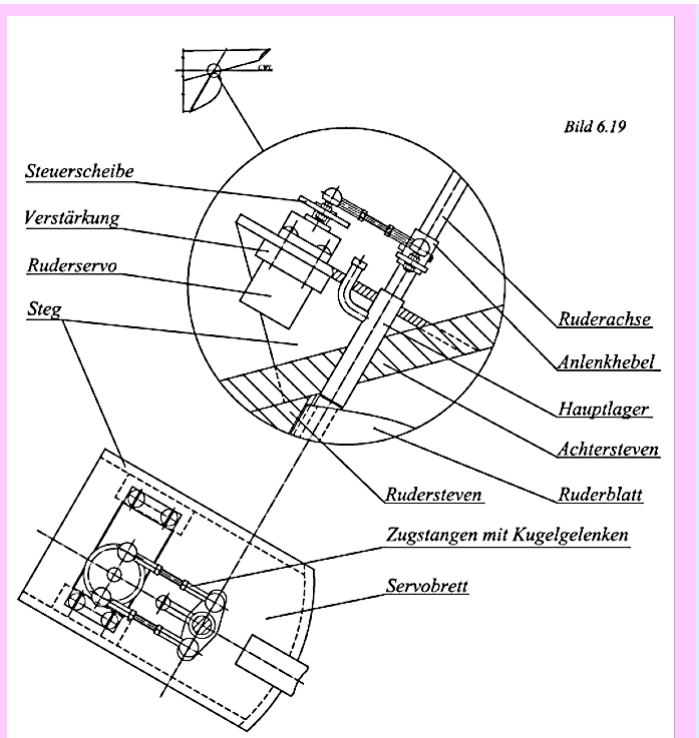 Bild 6.19
Steuerscheibe
Verstärkung
Ruderservo
Steg
Ruderachse
Anlenkhebel
Hauptlager
Achtersteven
Rudersteven
Ruderblatt
Zugstangen mit Kugelgelenken
Servobrett